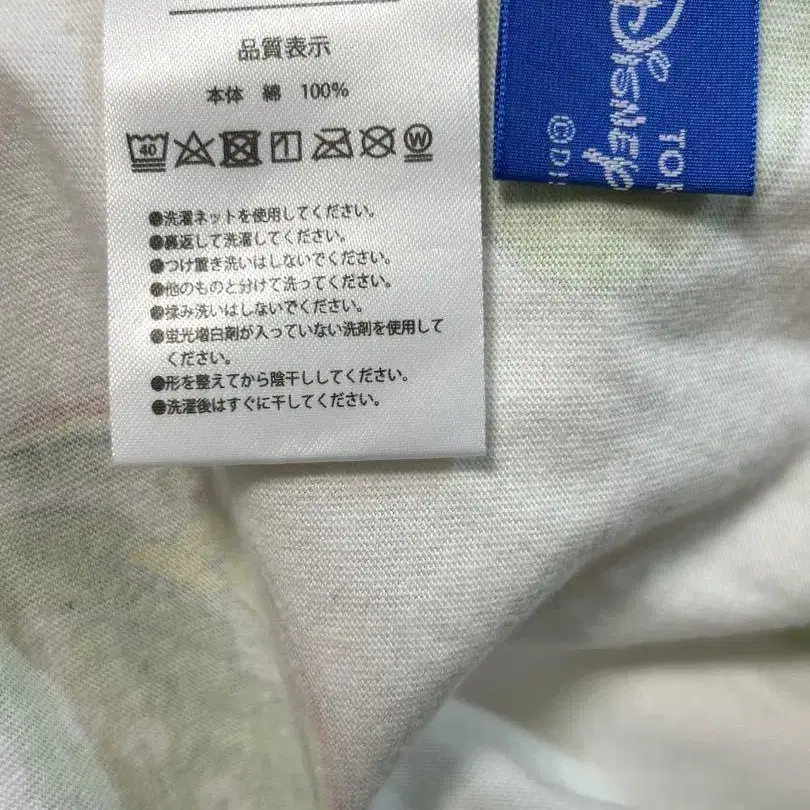 品質表示
本体 綿 100%
40 W
●洗濯ネットを使用してください。
●裏返して洗濯してください。
●つけ置き洗いはしないでください。
●他のものと分けて洗ってください。
●揉み洗いはしないでください。
●蛍光増白剤が入っていない洗剤を使用して
ください。
●形を整えてから陰干ししてください。
●洗濯後はすぐに干してください。
Disney
TO
©DI